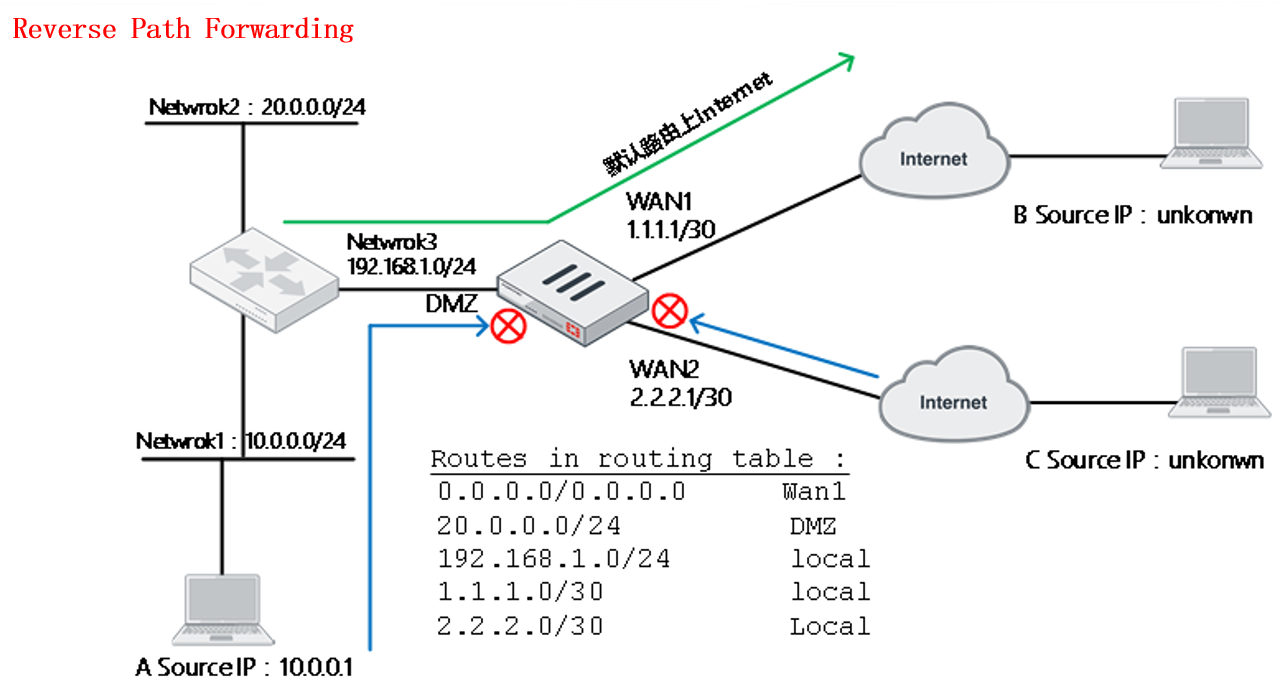 Reverse Path Forwarding
Netwrok2：20.0.0.0/24
默认路由上Internet
Internet
WAN1
1.1.1.1/30
B Source IP：unkonwn
Netwrok3
192.168.1.0/24
DMZ
WAN2
2.2.2.1/30
Internet
Netwrok1：10.0.0.0/24
C Source IP：unkonwn
Routes in routing table :
0.0.0.0/0.0.0.0 Wan1
20.0.0.0/24 DMZ
192.168.1.0/24 local
1.1.1.0/30 local
2.2.2.0/30 Local
A Source IP：10.0.0.1